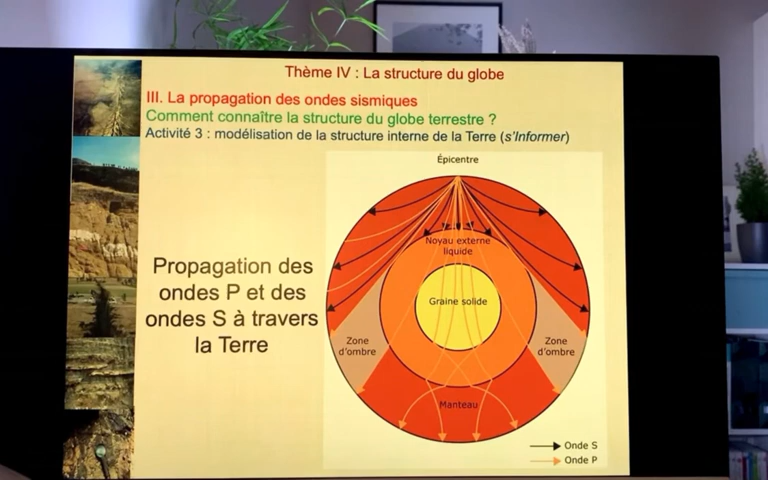 Thème IV : La structure du globe
III. La propagation des ondes sismiques
Comment connaître la structure du globe terrestre ?
Activité 3 : modélisation de la structure interne de la Terre (s'Informer)
Épicentre
Propagation des
ondes P et des
ondes S à travers
la Terre
Noyau externe
liquide
Graine solide
Zone
d'ombre
Zone
d'ombre
Manteau
Onde S
Onde P